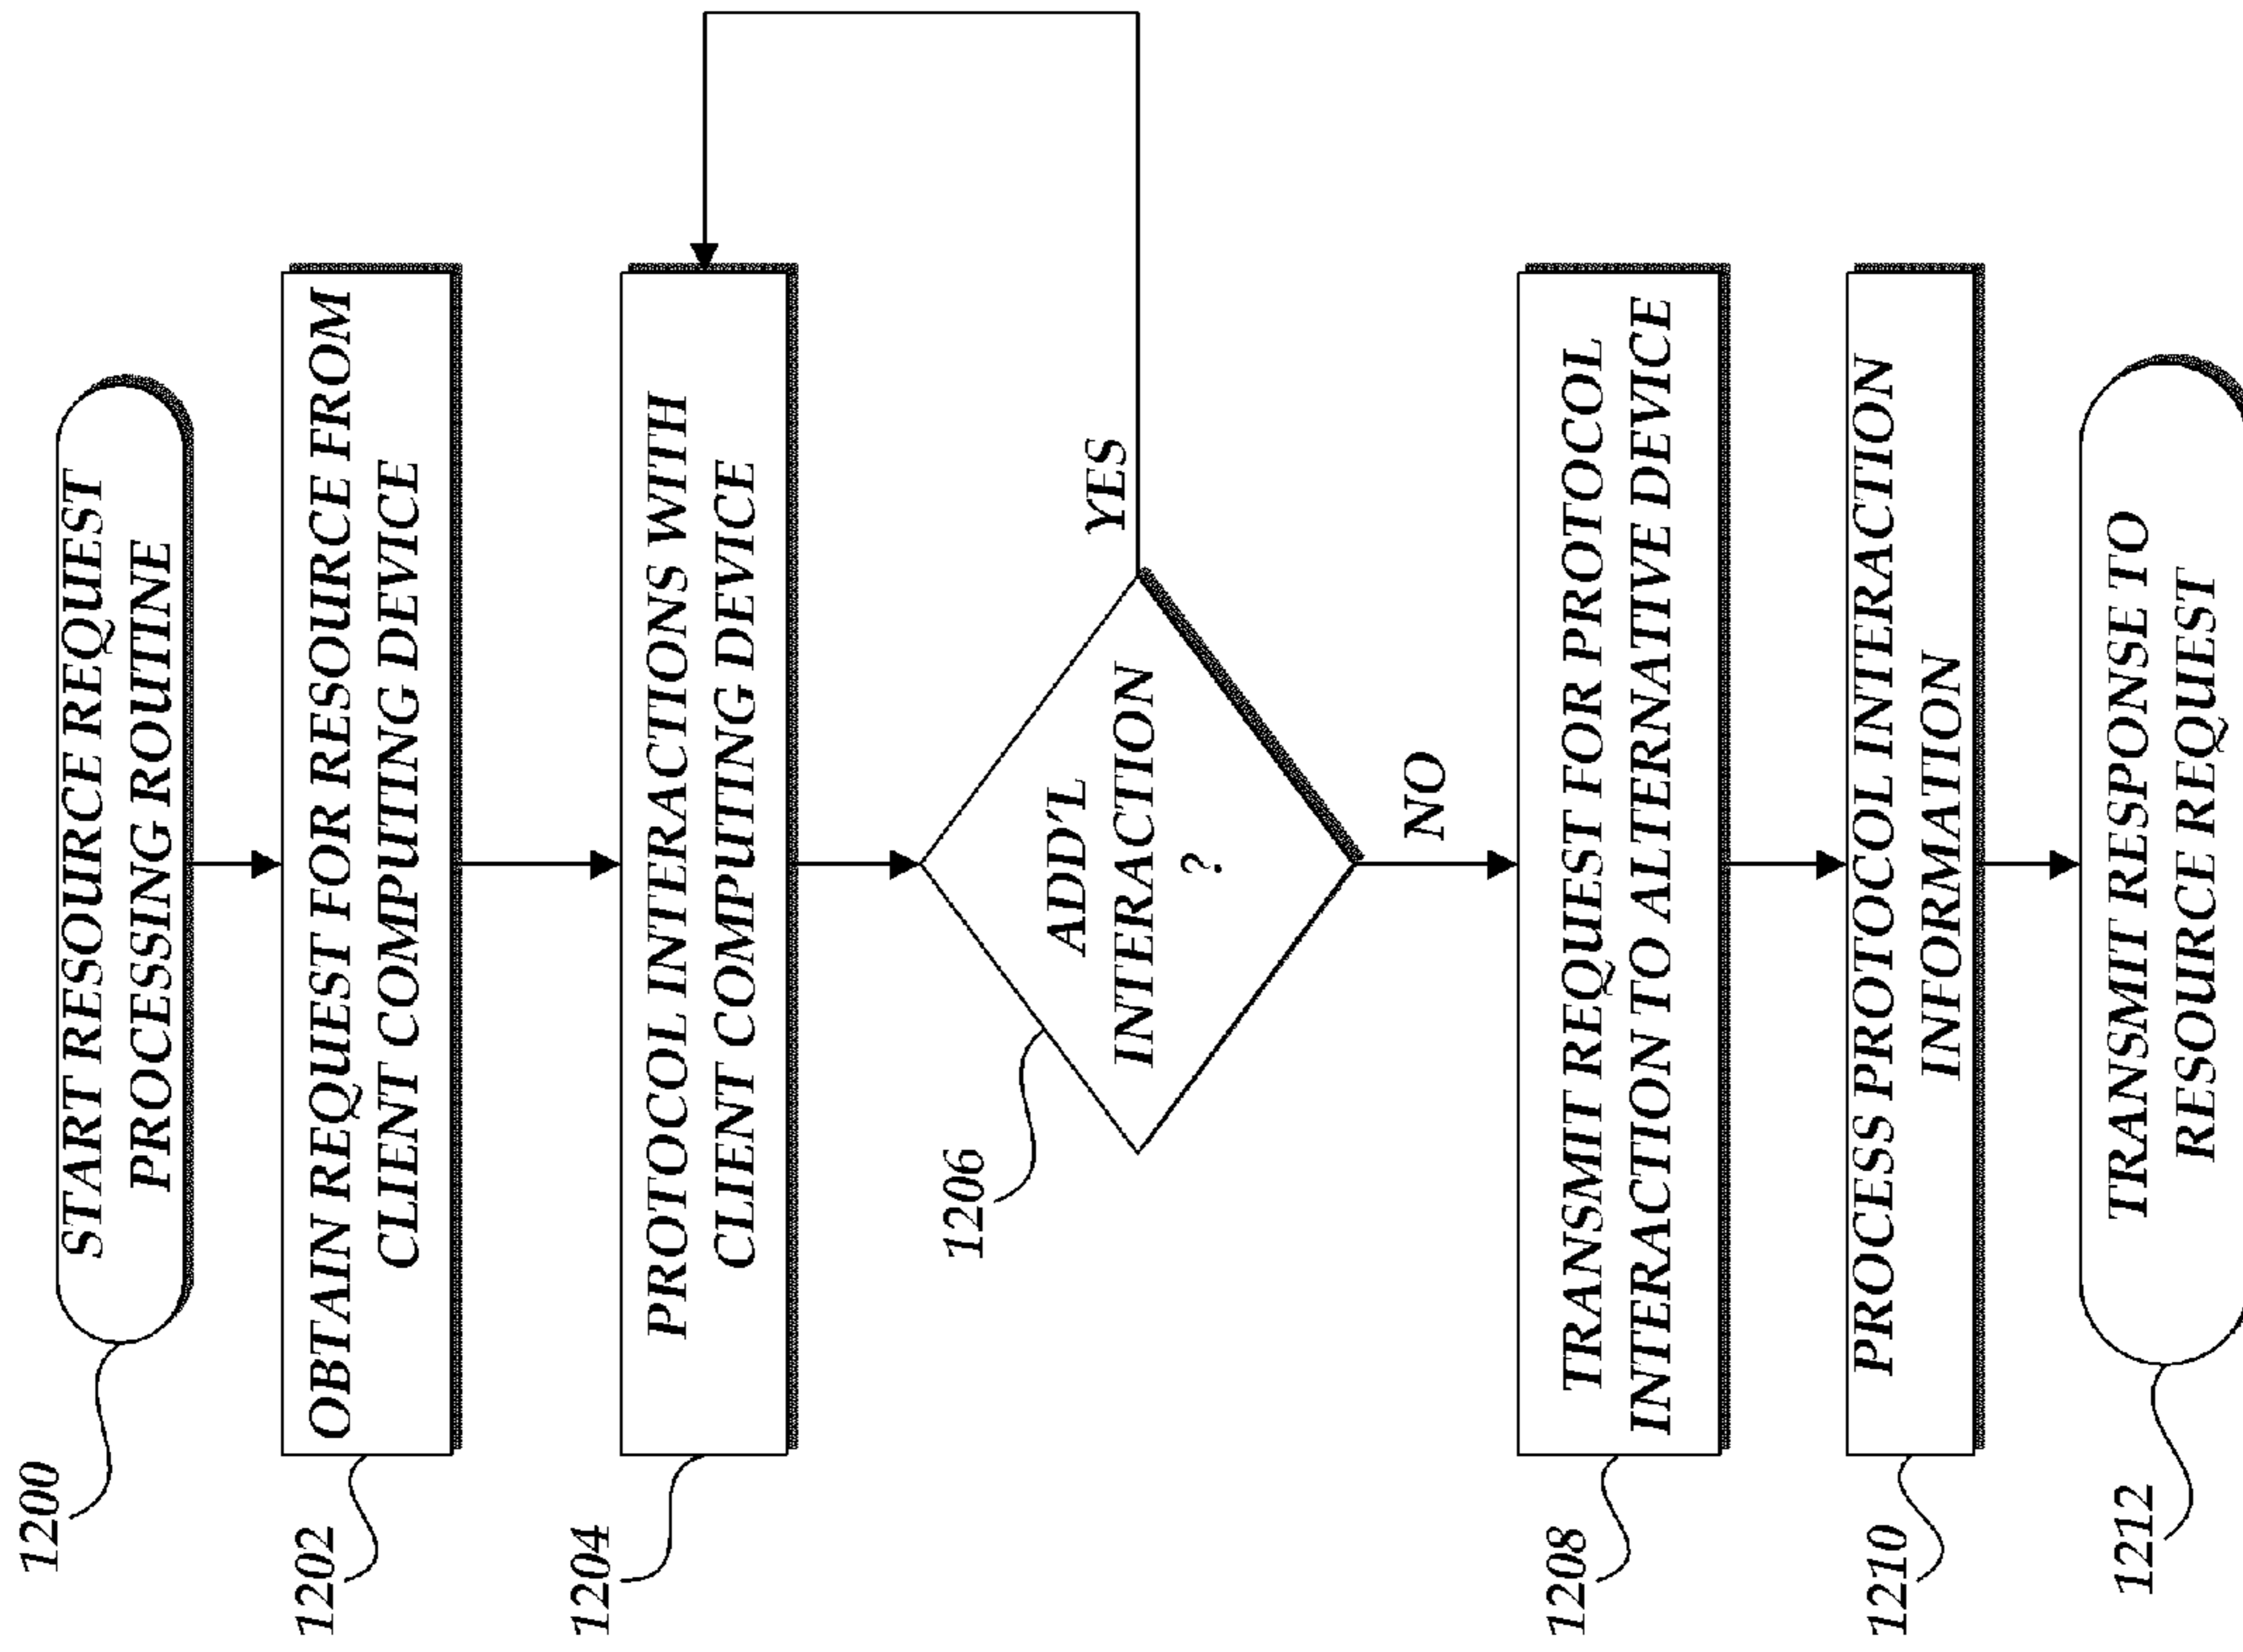 1200
START RESOURCE REQUEST
PROCESSING ROUTINE
1202
OBTAIN REQUEST FOR RESOURCE FROM
CLIENT COMPUTING DEVICE
1204
PROTOCOL INTERACTIONS WITH
CLIENT COMPUTING DEVICE
1206
ADD'L
INTERACTION
?
YES
NO
1208
TRANSMIT REQUEST FOR PROTOCOL
INTERACTION TO ALTERNATIVE DEVICE
1210
PROCESS PROTOCOL INTERACTION
INFORMATION
1212
TRANSMIT RESPONSE TO
RESOURCE REQUEST